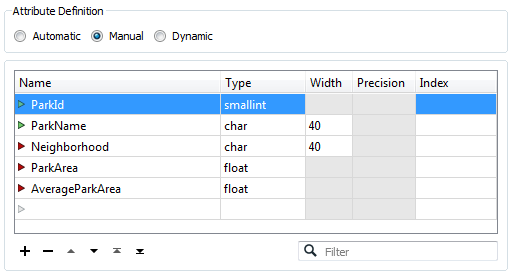 Attribute Definition
Automatic Manual Dynamic
Name Type Width Precision Index
ParkId smallint
ParkName char 40
Neighborhood char 40
ParkArea float
AverageParkArea float
Filter